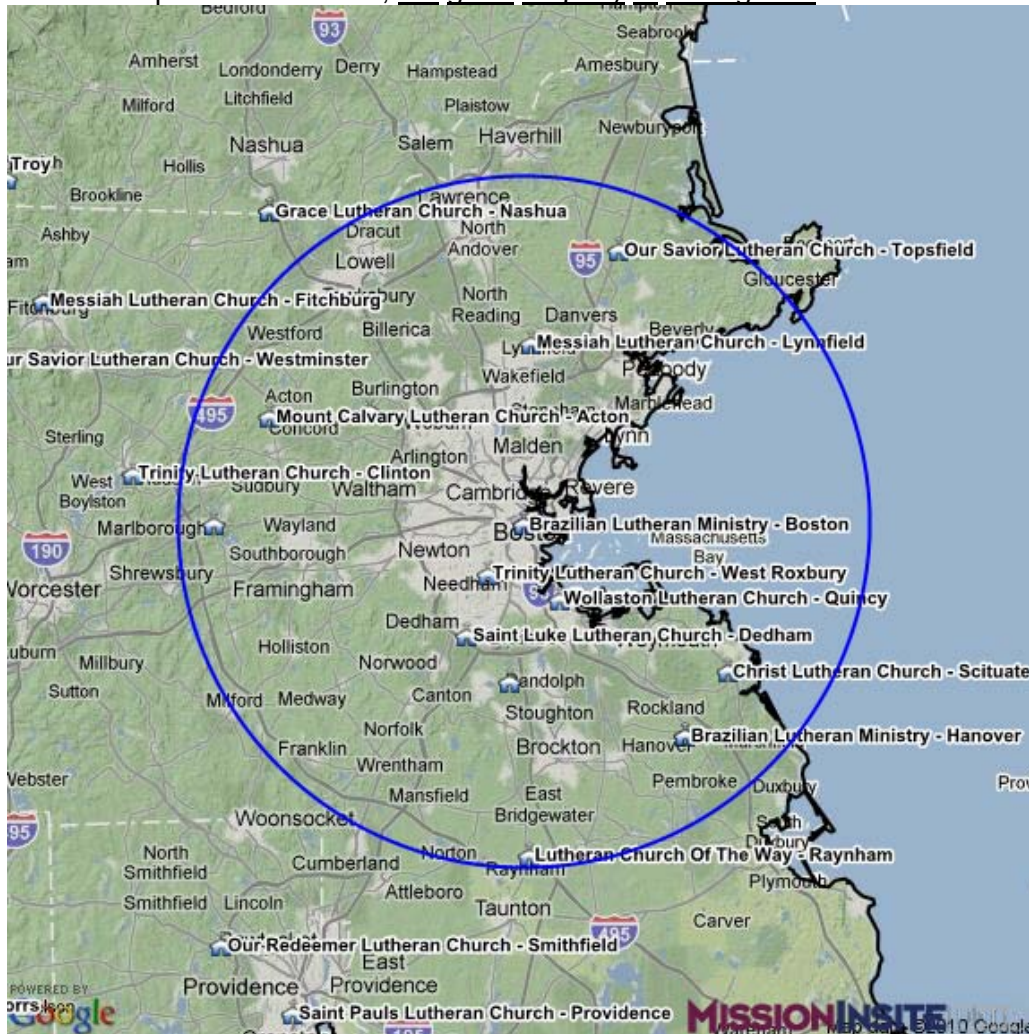 Bedford
93
Seabrook
Amherst
Londonderry
Derry
Hampstead
Amesbury
Litchfield
Milford
Plaistow
Newburyport
Nashua
Salem
Haverhill
Troy
Hollis
Brookline
Lawrence
Grace Lutheran Church - Nashua
Dracut
North
Andover
Ashby
Lowell
95
Our Savior Lutheran Church - Topsfield
Gloucester
Messiah Lutheran Church - Fitchburg
North
Reading
Danvers
Westford
Billerica
Beverly
Messiah Lutheran Church - Lynnfield
ur Savior Lutheran Church - Westminster
Wakefield
Peabody
Burlington
Acton
Marblehead
495
Mount Calvary Lutheran Church - Acton
Concord
Sterling
Malden
Lynn
Arlington
West
Boylston
Trinity Lutheran Church - Clinton
Sudbury
Waltham
Cambridge
Revere
Marlborough
Wayland
Brazilian Lutheran Ministry - Boston
Massachusetts
Bay
190
Southborough
Newton
Shrewsbury
Worcester
Framingham
Needham
Trinity Lutheran Church - West Roxbury
Wollaston Lutheran Church - Quincy
Dedham
Saint Luke Lutheran Church - Dedham
Weymouth
Holliston
uburn
Millbury
Norwood
Christ Lutheran Church - Scituate
Sutton
Milford
Medway
Canton
andolph
Rockland
Stoughton
Norfolk
Franklin
Brockton
Hanover
Brazilian Lutheran Ministry - Hanover
Webster
Wrentham
Mansfield
Pembroke
Duxbury
Prov
East
Bridgewater
95
Woonsocket
South
Duxbury
North
Smithfield
Cumberland
Norton
Raynham
Lutheran Church Of The Way - Raynham
Attleboro
Plymouth
Smithfield
Lincoln
Taunton
Carver
495
Our Redeemer Lutheran Church - Smithfield
East
Providence
Providence
POWERED BY
Google
Saint Pauls Lutheran Church - Providence
MISSIONINSITE